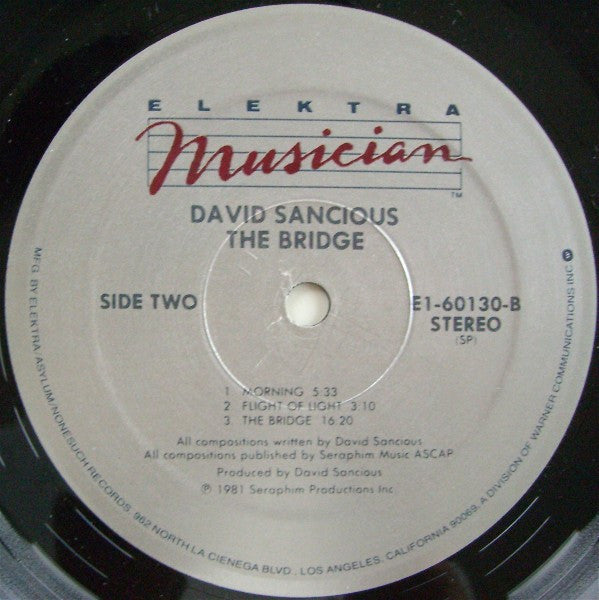 ELEKTRA
Musician
TM
DAVID SANCIOUS
THE BRIDGE
SIDE TWO
E1-60130-B
STEREO
(SP)
1 MORNING 5:33
2 FLIGHT OF LIGHT 3:10
3. THE BRIDGE 16:20
All compositions written by David Sancious
All compositions published by Seraphim Music ASCAP
Produced by David Sancious
℗ 1981 Seraphim Productions Inc
MFG. BY ELEKTRA/ASYLUM/NONESUCH RECORDS, 962 NORTH LA CIENEGA BLVD., LOS ANGELES, CALIFORNIA 90069. A DIVISION OF WARNER COMMUNICATIONS INC